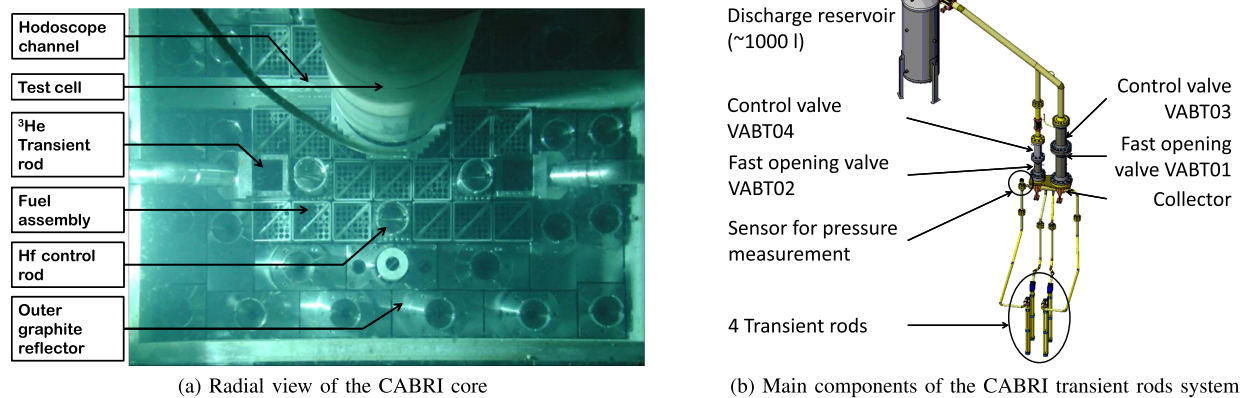 Hodoscope
channel
Test cell
³He
Transient
rod
Fuel
assembly
Hf control
rod
Outer
graphite
reflector
(a) Radial view of the CABRI core
Discharge reservoir
(~1000 l)
Control valve
VABT04
Fast opening valve
VABT02
Sensor for pressure
measurement
4 Transient rods
Control valve
VABT03
Fast opening
valve VABT01
Collector
(b) Main components of the CABRI transient rods system